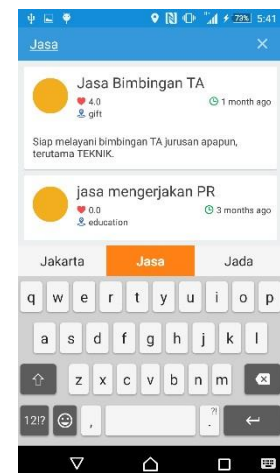 79% 5:41
Jasa
Jasa Bimbingan TA
4.0
1 month ago
gift
Siap melayani bimbingan TA jurusan apapun,
terutama TEKNIK.
jasa mengerjakan PR
0.0
3 months ago
education
Jakarta Jasa Jada
q w e r t y u i o p
a s d f g h j k l
z x c v b n m
12!? , ?! .